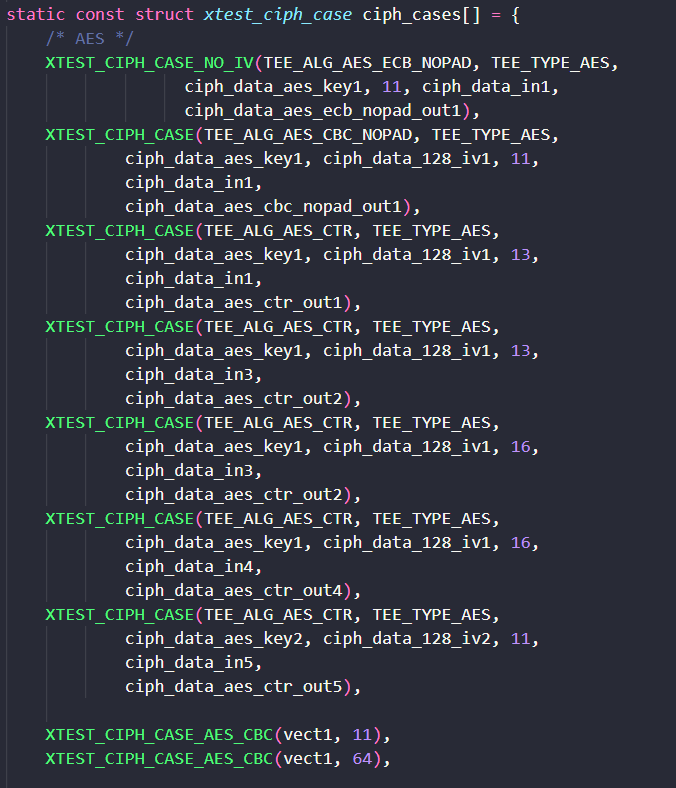 static const struct xtest_ciph_case ciph_cases[] = {
/* AES */
XTEST_CIPH_CASE_NO_IV(TEE_ALG_AES_ECB_NOPAD, TEE_TYPE_AES,
ciph_data_aes_key1, 11, ciph_data_in1,
ciph_data_aes_ecb_nopad_out1),
XTEST_CIPH_CASE(TEE_ALG_AES_CBC_NOPAD, TEE_TYPE_AES,
ciph_data_aes_key1, ciph_data_128_iv1, 11,
ciph_data_in1,
ciph_data_aes_cbc_nopad_out1),
XTEST_CIPH_CASE(TEE_ALG_AES_CTR, TEE_TYPE_AES,
ciph_data_aes_key1, ciph_data_128_iv1, 13,
ciph_data_in1,
ciph_data_aes_ctr_out1),
XTEST_CIPH_CASE(TEE_ALG_AES_CTR, TEE_TYPE_AES,
ciph_data_aes_key1, ciph_data_128_iv1, 13,
ciph_data_in3,
ciph_data_aes_ctr_out2),
XTEST_CIPH_CASE(TEE_ALG_AES_CTR, TEE_TYPE_AES,
ciph_data_aes_key1, ciph_data_128_iv1, 16,
ciph_data_in3,
ciph_data_aes_ctr_out2),
XTEST_CIPH_CASE(TEE_ALG_AES_CTR, TEE_TYPE_AES,
ciph_data_aes_key1, ciph_data_128_iv1, 16,
ciph_data_in4,
ciph_data_aes_ctr_out4),
XTEST_CIPH_CASE(TEE_ALG_AES_CTR, TEE_TYPE_AES,
ciph_data_aes_key2, ciph_data_128_iv2, 11,
ciph_data_in5,
ciph_data_aes_ctr_out5),
XTEST_CIPH_CASE_AES_CBC(vect1, 11),
XTEST_CIPH_CASE_AES_CBC(vect1, 64),